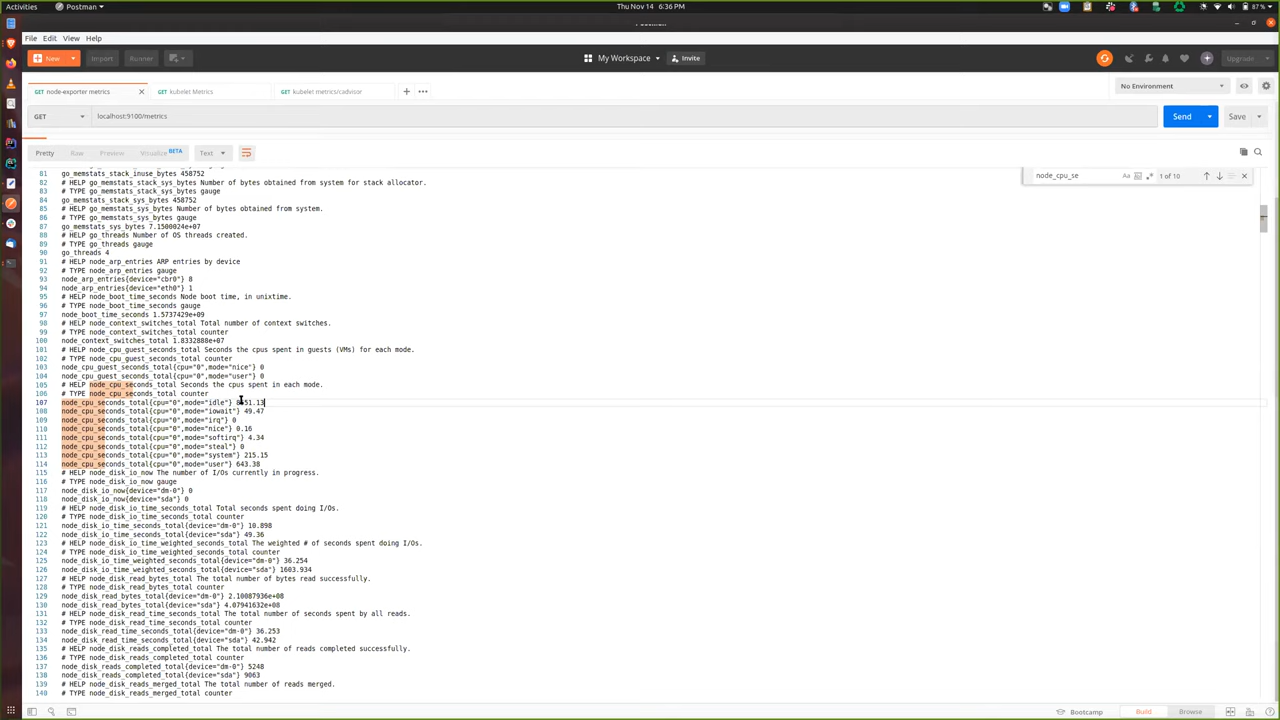 Activities Postman Thu Nov 14 6:36 PM 87 %
File Edit View Help
New Import Runner My Workspace Invite Upgrade
GET node-exporter metrics GET kubelet Metrics GET kubelet metrics/cadvisor No Environment
GET localhost:9100/metrics Send Save
Pretty Raw Preview Visualize BETA Text
node_cpu_se Aa 1 of 10
81 go_memstats_stack_inuse_bytes 458752
82 # HELP go_memstats_stack_sys_bytes Number of bytes obtained from system for stack allocator.
83 # TYPE go_memstats_stack_sys_bytes gauge
84 go_memstats_stack_sys_bytes 458752
85 # HELP go_memstats_sys_bytes Number of bytes obtained from system.
86 # TYPE go_memstats_sys_bytes gauge
87 go_memstats_sys_bytes 7.1500024e+07
88 # HELP go_threads Number of OS threads created.
89 # TYPE go_threads gauge
90 go_threads 4
91 # HELP node_arp_entries ARP entries by device
92 # TYPE node_arp_entries gauge
93 node_arp_entries{device="cbr0"} 8
94 node_arp_entries{device="eth0"} 1
95 # HELP node_boot_time_seconds Node boot time, in unixtime.
96 # TYPE node_boot_time_seconds gauge
97 node_boot_time_seconds 1.5737429e+09
98 # HELP node_context_switches_total Total number of context switches.
99 # TYPE node_context_switches_total counter
100 node_context_switches_total 1.8332888e+07
101 # HELP node_cpu_guest_seconds_total Seconds the cpus spent in guests (VMs) for each mode.
102 # TYPE node_cpu_guest_seconds_total counter
103 node_cpu_guest_seconds_total{cpu="0",mode="nice"} 0
104 node_cpu_guest_seconds_total{cpu="0",mode="user"} 0
105 # HELP node_cpu_seconds_total Seconds the cpus spent in each mode.
106 # TYPE node_cpu_seconds_total counter
107 node_cpu_seconds_total{cpu="0",mode="idle"}
108 node_cpu_seconds_total{cpu="0",mode="iowait"} 49.47
109 node_cpu_seconds_total{cpu="0",mode="irq"} 0
110 node_cpu_seconds_total{cpu="0",mode="nice"} 0.16
111 node_cpu_seconds_total{cpu="0",mode="softirq"} 4.34
112 node_cpu_seconds_total{cpu="0",mode="steal"} 0
113 node_cpu_seconds_total{cpu="0",mode="system"} 215.15
114 node_cpu_seconds_total{cpu="0",mode="user"} 643.38
115 # HELP node_disk_io_now The number of I/Os currently in progress.
116 # TYPE node_disk_io_now gauge
117 node_disk_io_now{device="dm-0"} 0
118 node_disk_io_now{device="sda"} 0
119 # HELP node_disk_io_time_seconds_total Total seconds spent doing I/Os.
120 # TYPE node_disk_io_time_seconds_total counter
121 node_disk_io_time_seconds_total{device="dm-0"} 10.898
122 node_disk_io_time_seconds_total{device="sda"} 49.36
123 # HELP node_disk_io_time_weighted_seconds_total The weighted # of seconds spent doing I/Os.
124 # TYPE node_disk_io_time_weighted_seconds_total counter
125 node_disk_io_time_weighted_seconds_total{device="dm-0"} 36.254
126 node_disk_io_time_weighted_seconds_total{device="sda"} 1603.934
127 # HELP node_disk_read_bytes_total The total number of bytes read successfully.
128 # TYPE node_disk_read_bytes_total counter
129 node_disk_read_bytes_total{device="dm-0"} 2.10087936e+08
130 node_disk_read_bytes_total{device="sda"} 4.07941632e+08
131 # HELP node_disk_read_time_seconds_total The total number of seconds spent by all reads.
132 # TYPE node_disk_read_time_seconds_total counter
133 node_disk_read_time_seconds_total{device="dm-0"} 36.253
134 node_disk_read_time_seconds_total{device="sda"} 42.942
135 # HELP node_disk_reads_completed_total The total number of reads completed successfully.
136 # TYPE node_disk_reads_completed_total counter
137 node_disk_reads_completed_total{device="dm-0"} 5248
138 node_disk_reads_completed_total{device="sda"} 9063
139 # HELP node_disk_reads_merged_total The total number of reads merged.
140 # TYPE node_disk_reads_merged_total counter
Bootcamp Build Browse